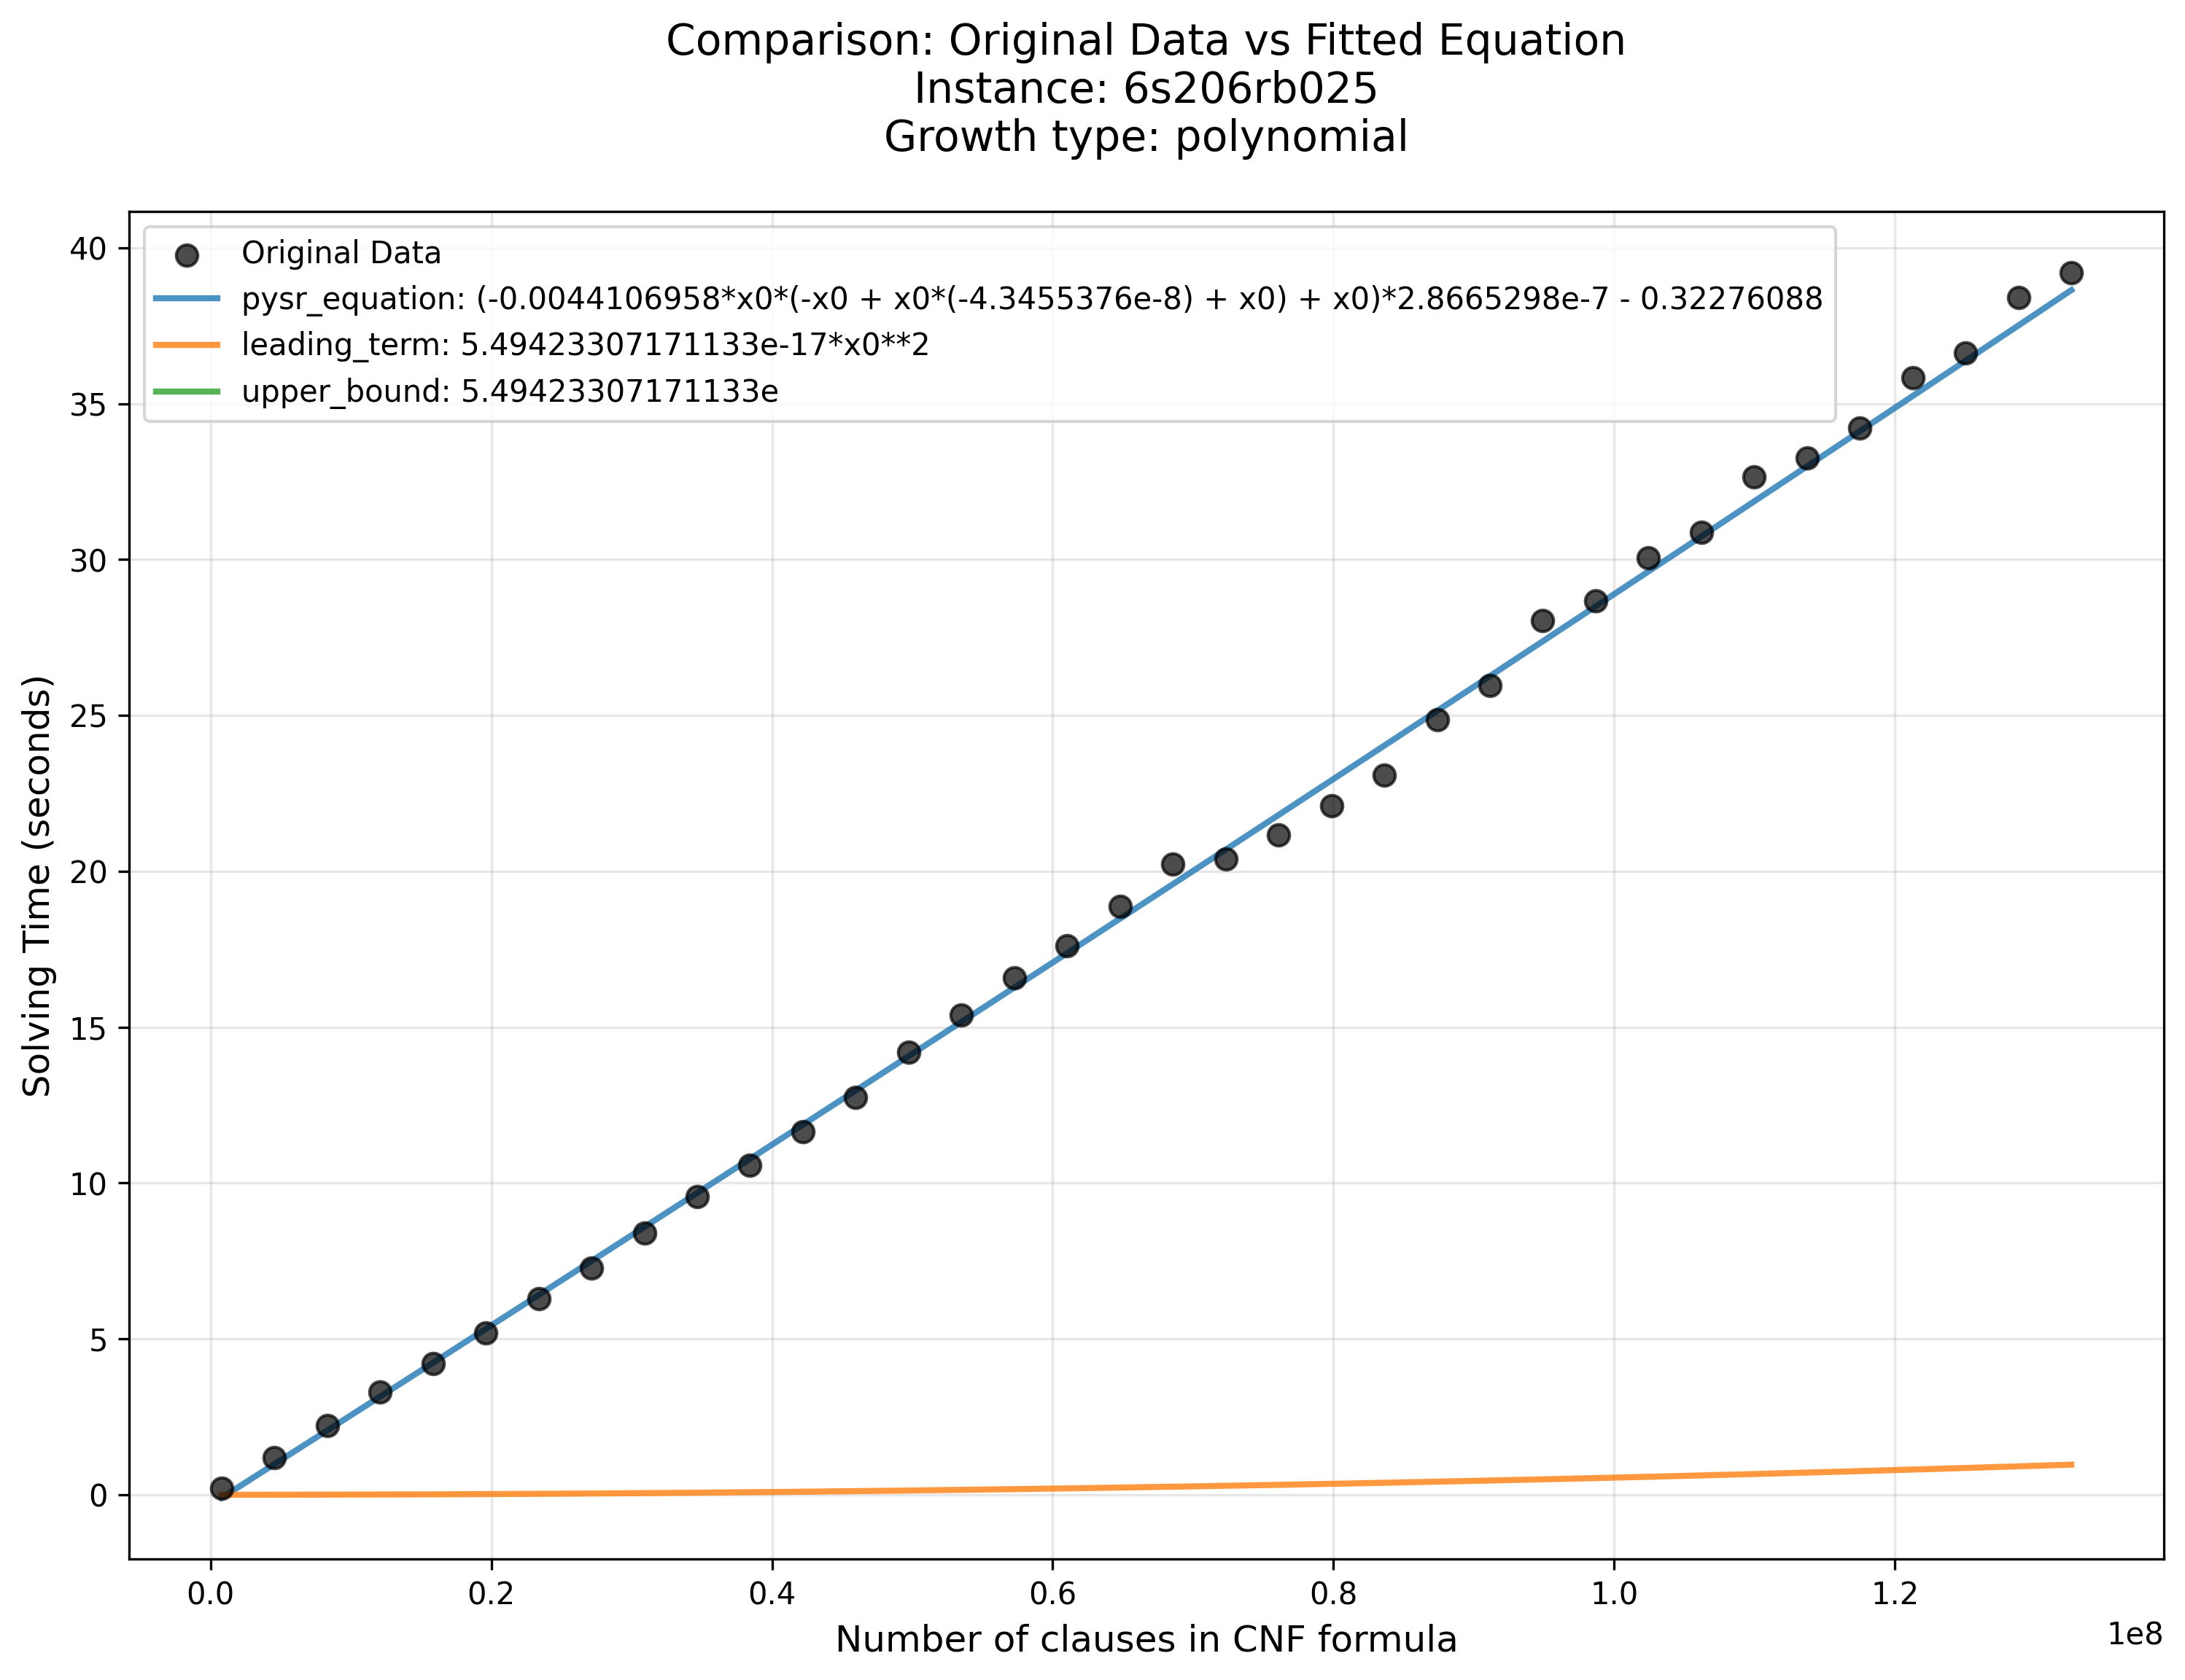 Comparison: Original Data vs Fitted Equation
Instance: 6s206rb025
Growth type: polynomial
Original Data
pysr_equation: (-0.0044106958*x0*(-x0 + x0*(-4.3455376e-8) + x0) + x0)*2.8665298e-7 - 0.32276088
leading_term: 5.49423307171133e-17*x0**2
upper_bound: 5.49423307171133e
40
35
30
25
20
15
10
5
0
Solving Time (seconds)
0.0 0.2 0.4 0.6 0.8 1.0 1.2
1e8
Number of clauses in CNF formula